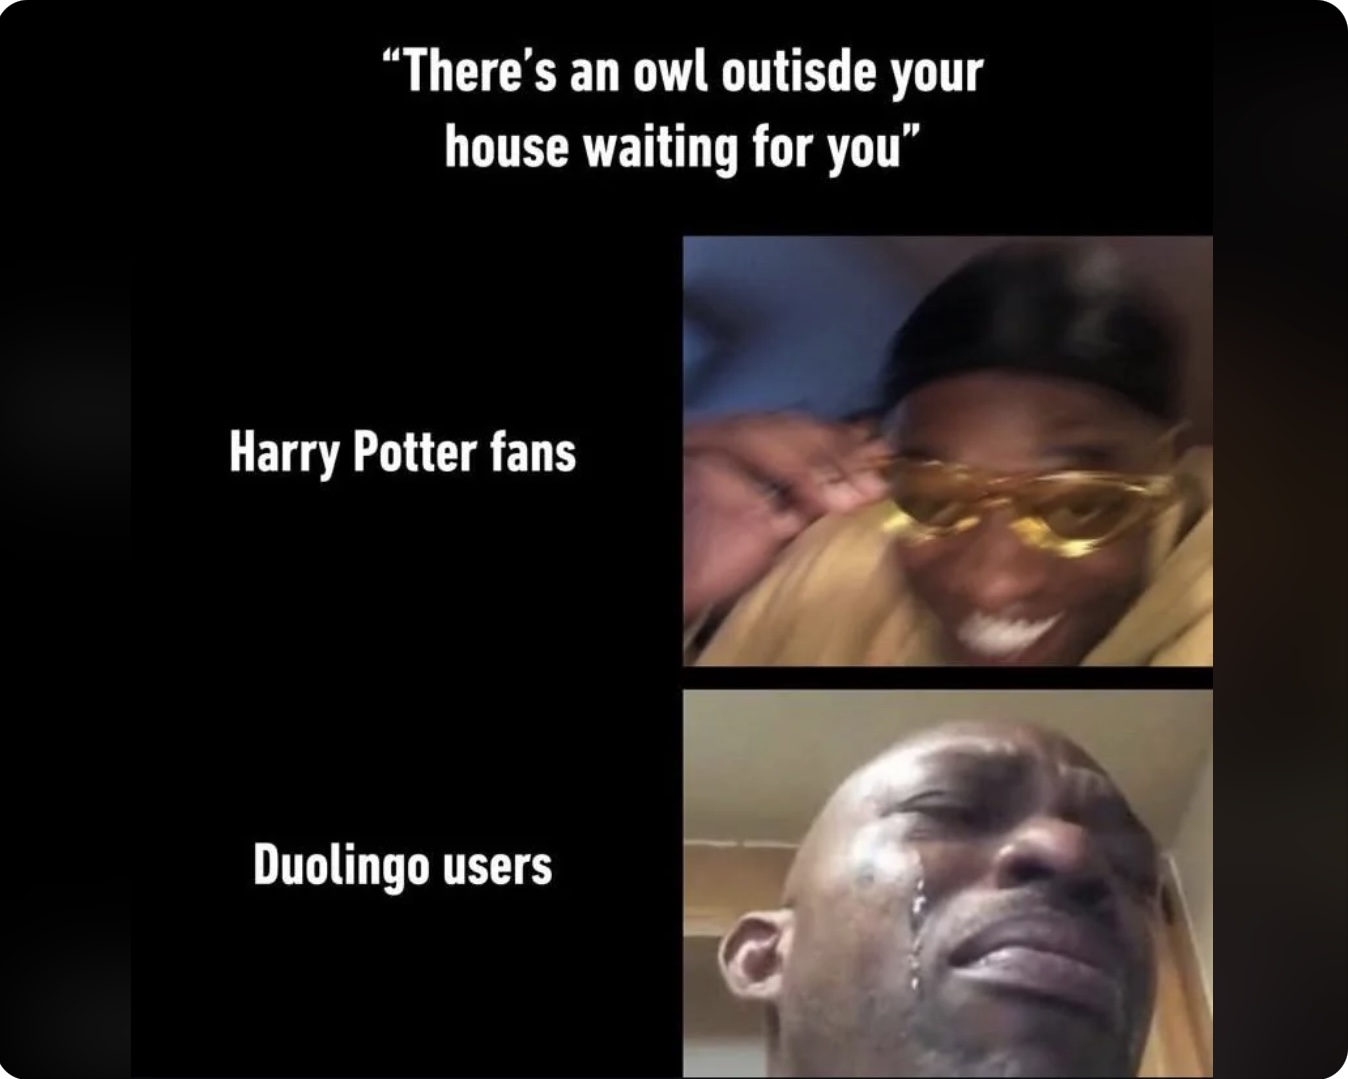 “There’s an owl outisde your
house waiting for you”
Harry Potter fans
Duolingo users